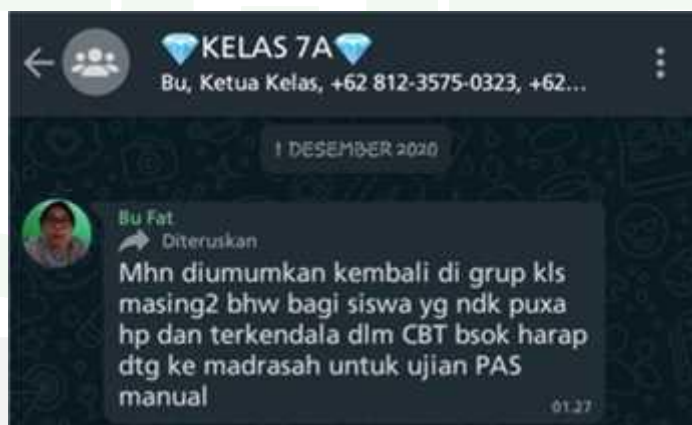 💎KELAS 7A💎
Bu, Ketua Kelas, +62 812-3575-0323, +62...
1 DESEMBER 2020
Bu Fat
Diteruskan
Mhn diumumkan kembali di grup kls
masing2 bhw bagi siswa yg ndk puxa
hp dan terkendala dlm CBT bsok harap
dtg ke madrasah untuk ujian PAS
manual
01.27